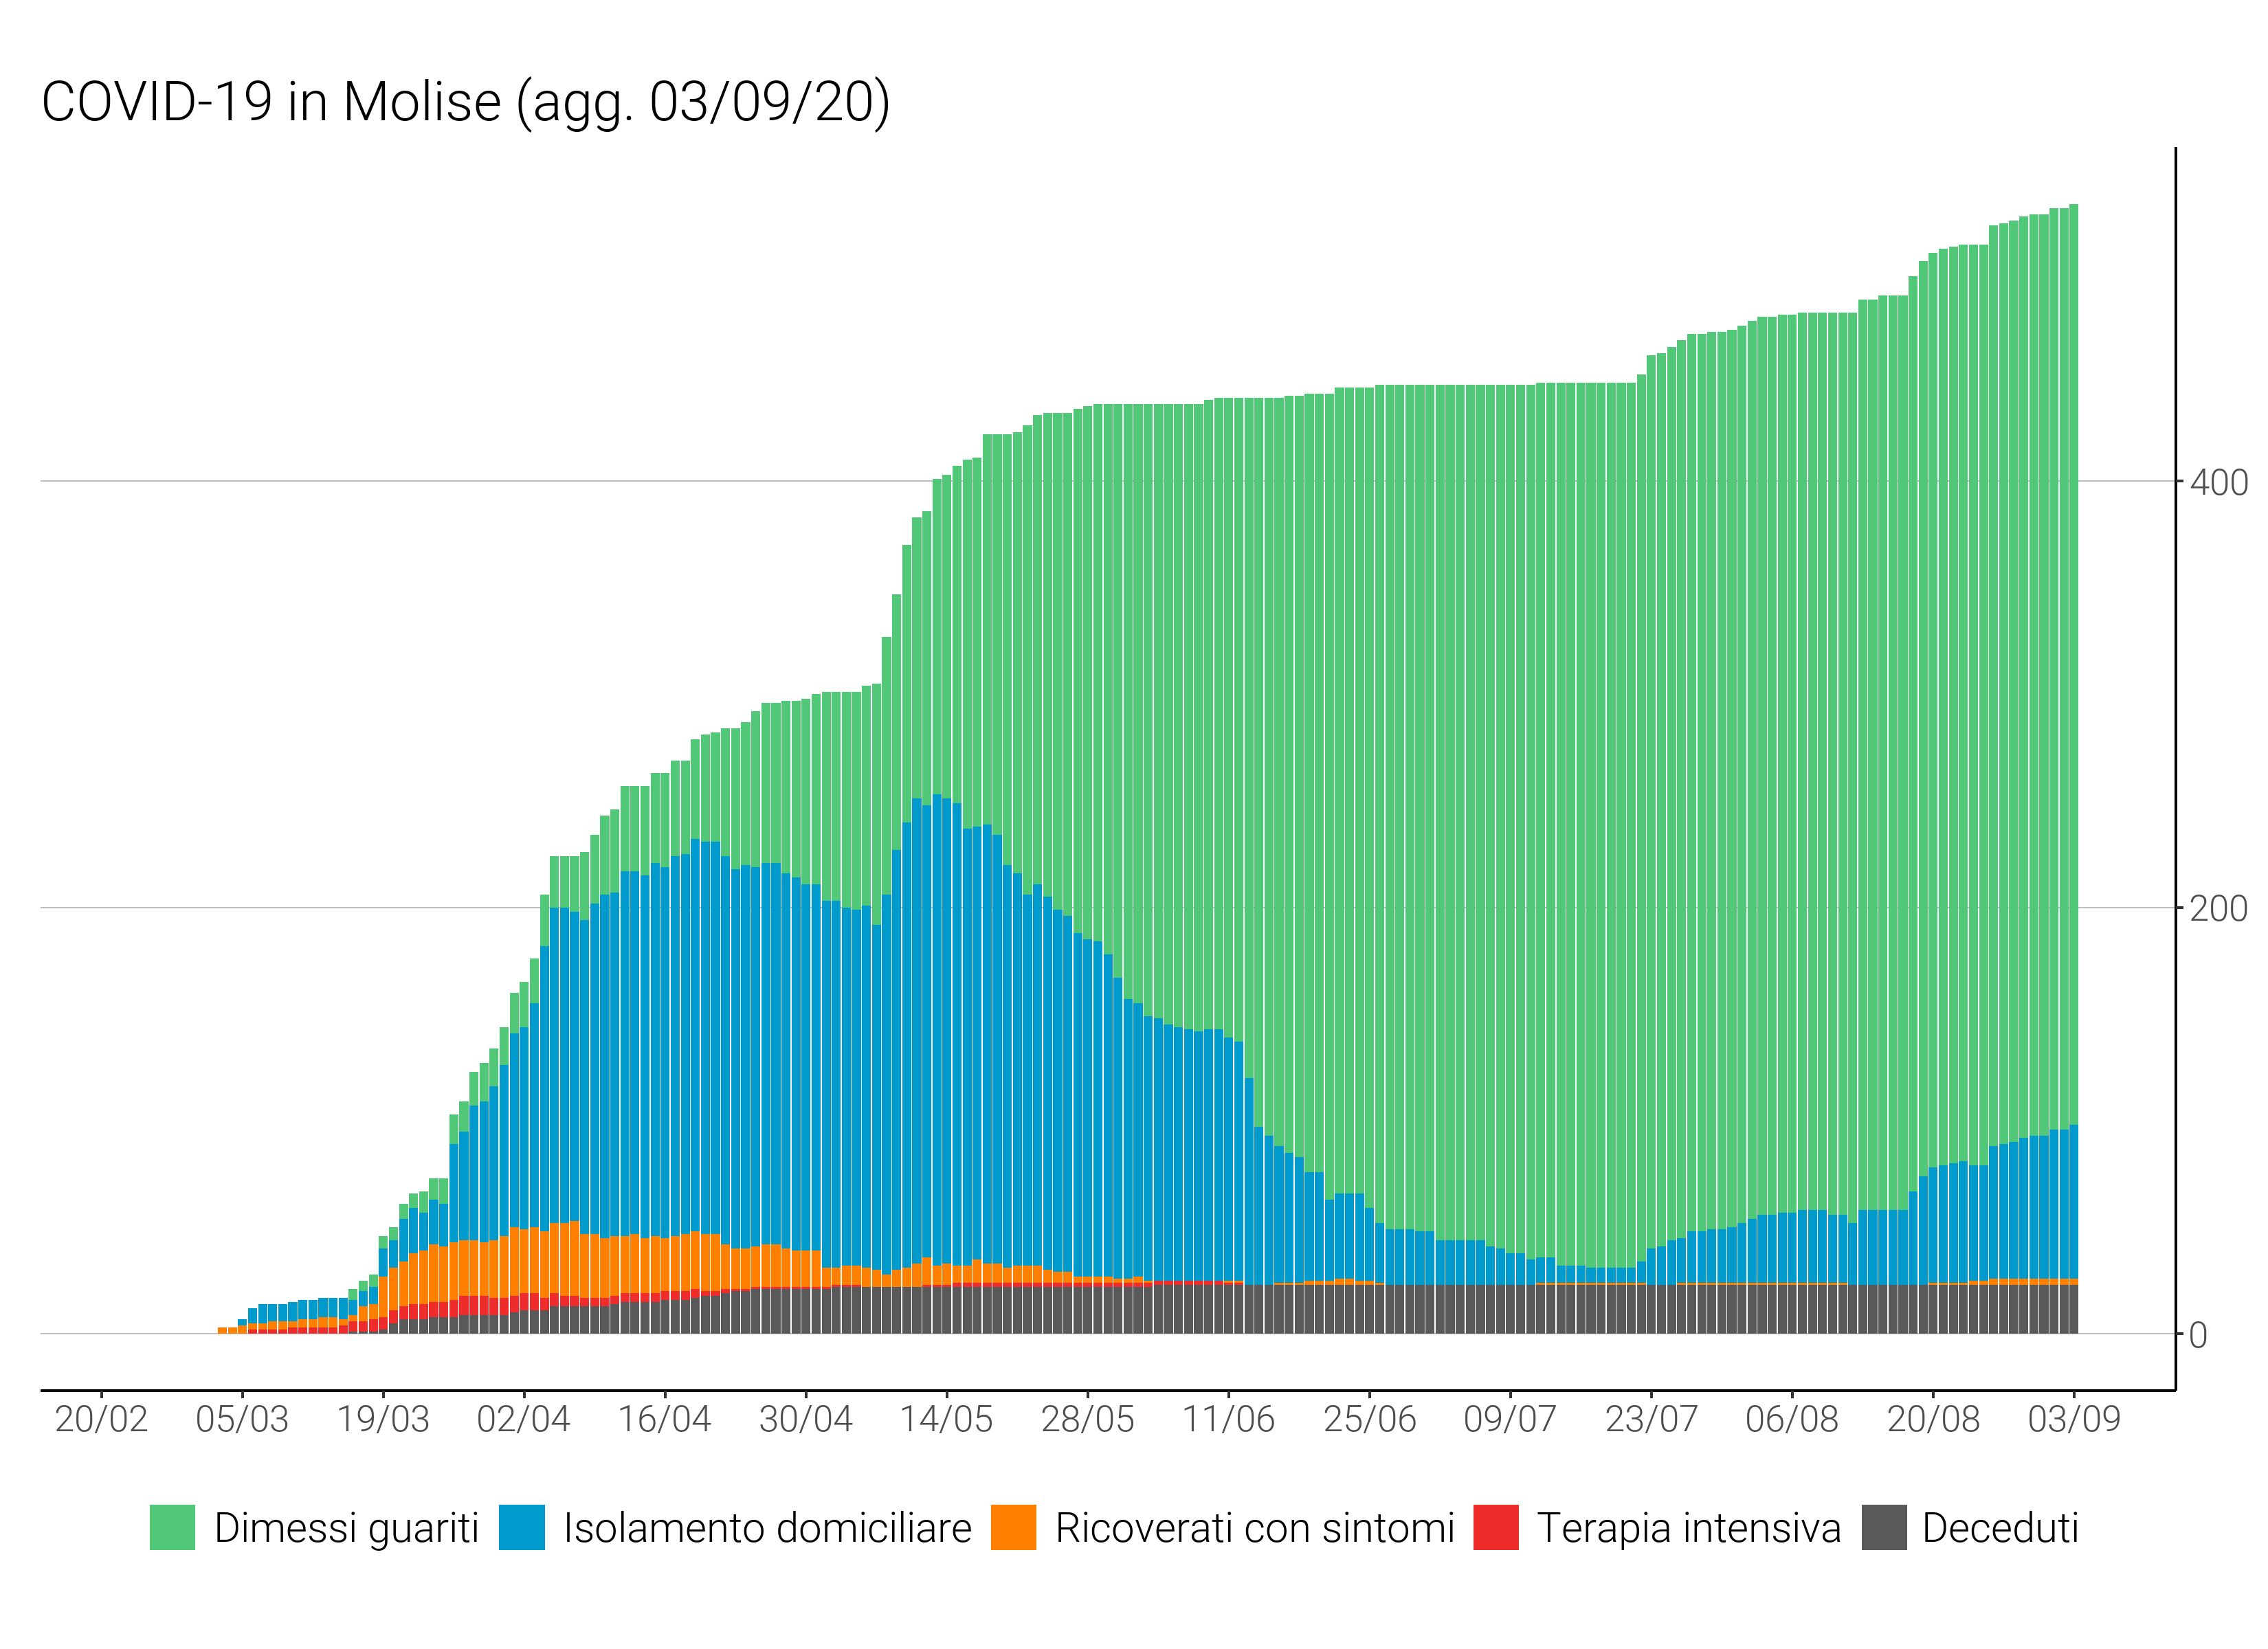 COVID-19 in Molise (agg. 03/09/20)
400
200
0
20/02 05/03 19/03 02/04 16/04 30/04 14/05 28/05 11/06 25/06 09/07 23/07 06/08 20/08 03/09
Dimessi guariti Isolamento domiciliare Ricoverati con sintomi Terapia intensiva Deceduti